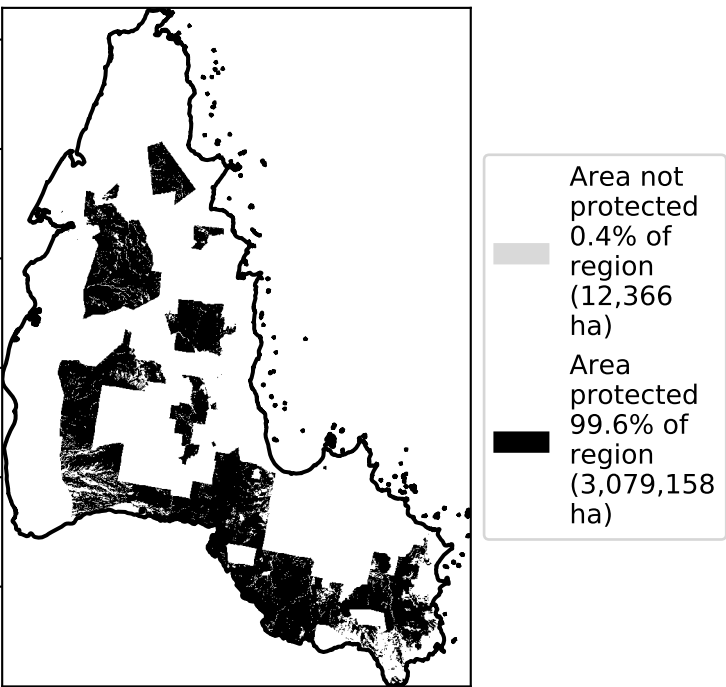 Area not
protected
0.4% of
region
(12,366
ha)
Area
protected
99.6% of
region
(3,079,158
ha)